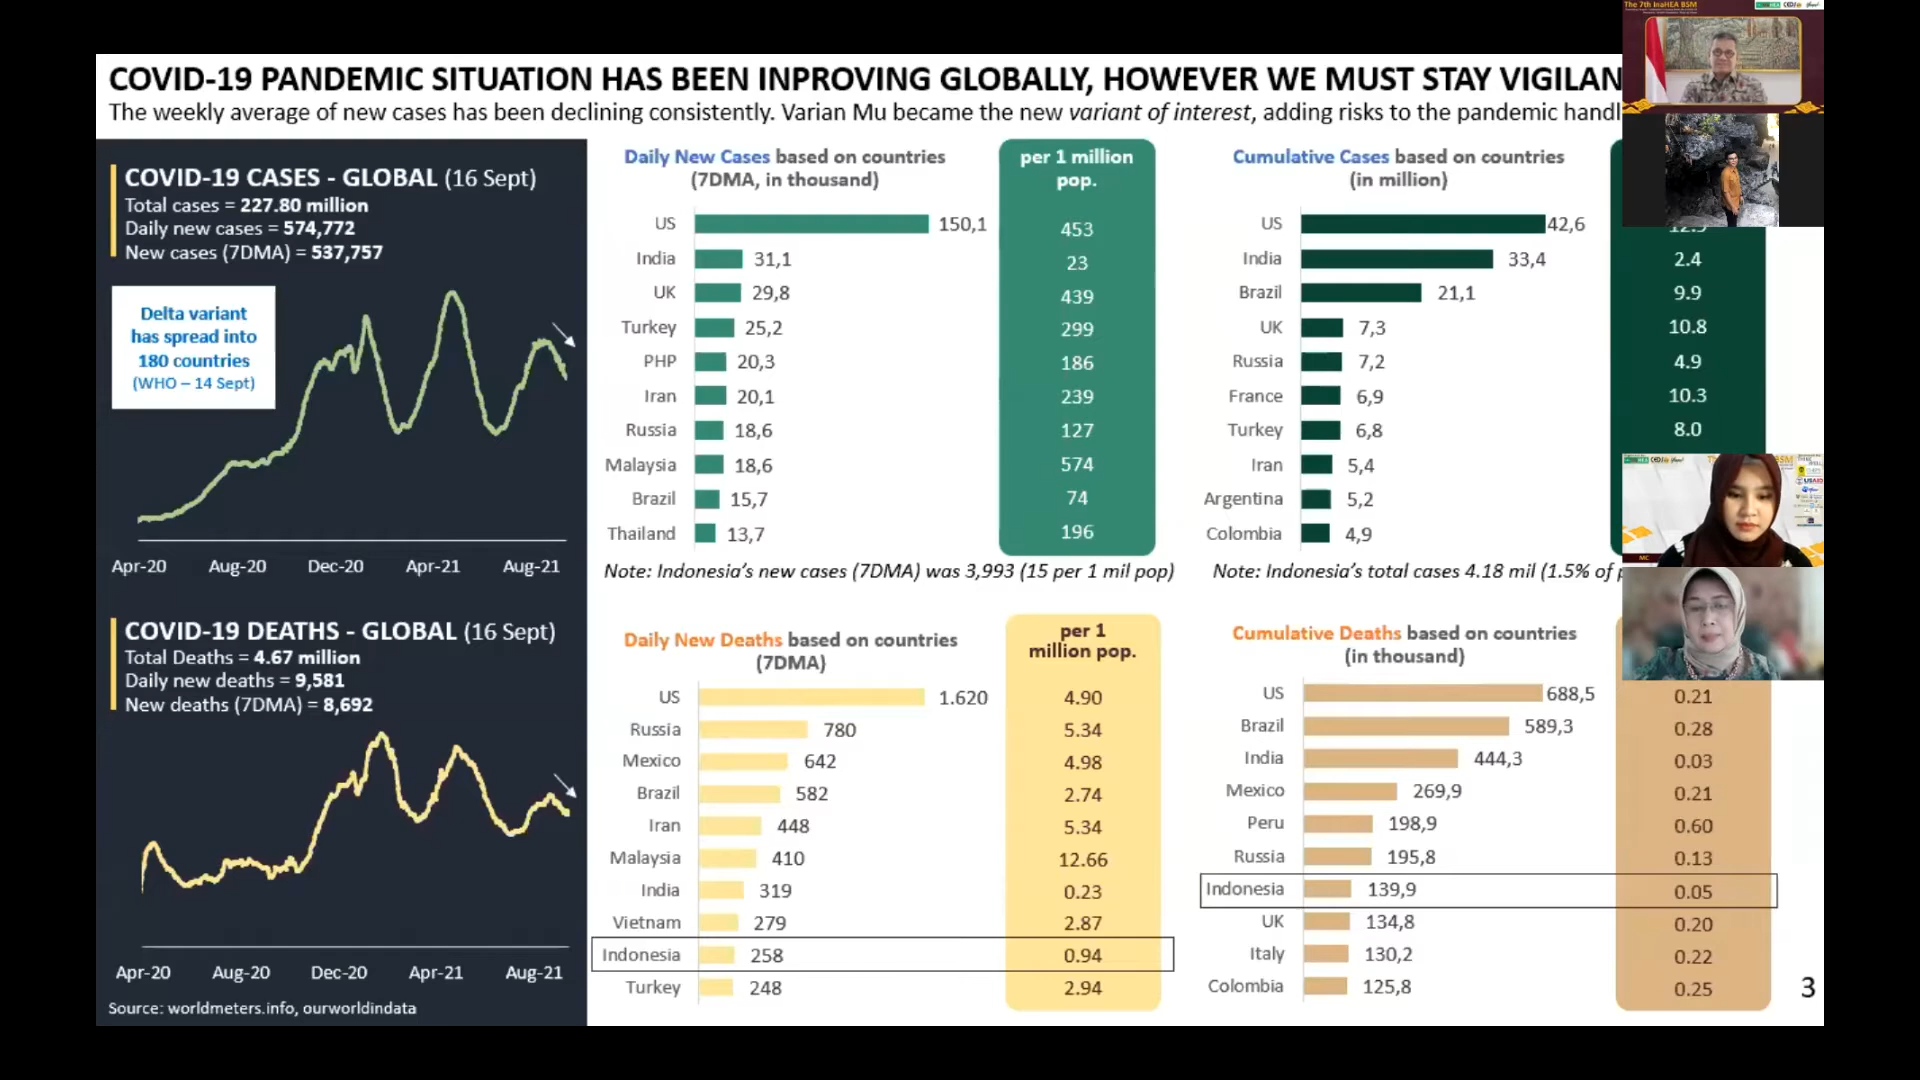 The 7th InaHEA BSM
COVID-19 PANDEMIC SITUATION HAS BEEN INPROVING GLOBALLY, HOWEVER WE MUST STAY VIGILAN
The weekly average of new cases has been declining consistently. Varian Mu became the new variant of interest, adding risks to the pandemic handl
COVID-19 CASES - GLOBAL (16 Sept)
Total cases = 227.80 million
Daily new cases = 574,772
New cases (7DMA) = 537,757
Delta variant
has spread into
180 countries
(WHO – 14 Sept)
Apr-20 Aug-20 Dec-20 Apr-21 Aug-21
COVID-19 DEATHS - GLOBAL (16 Sept)
Total Deaths = 4.67 million
Daily new deaths = 9,581
New deaths (7DMA) = 8,692
Apr-20 Aug-20 Dec-20 Apr-21 Aug-21
Source: worldmeters.info, ourworldindata
Daily New Cases based on countries
(7DMA, in thousand)
per 1 million
pop.
US 150,1 453
India 31,1 23
UK 29,8 439
Turkey 25,2 299
PHP 20,3 186
Iran 20,1 239
Russia 18,6 127
Malaysia 18,6 574
Brazil 15,7 74
Thailand 13,7 196
Note: Indonesia's new cases (7DMA) was 3,993 (15 per 1 mil pop)
Cumulative Cases based on countries
(in million)
US 42,6
India 33,4 2.4
Brazil 21,1 9.9
UK 7,3 10.8
Russia 7,2 4.9
France 6,9 10.3
Turkey 6,8 8.0
Iran 5,4
Argentina 5,2
Colombia 4,9
Note: Indonesia's total cases 4.18 mil (1.5% of
Daily New Deaths based on countries
(7DMA)
per 1
million pop.
US 1.620 4.90
Russia 780 5.34
Mexico 642 4.98
Brazil 582 2.74
Iran 448 5.34
Malaysia 410 12.66
India 319 0.23
Vietnam 279 2.87
Indonesia 258 0.94
Turkey 248 2.94
Cumulative Deaths based on countries
(in thousand)
US 688,5 0.21
Brazil 589,3 0.28
India 444,3 0.03
Mexico 269,9 0.21
Peru 198,9 0.60
Russia 195,8 0.13
Indonesia 139,9 0.05
UK 134,8 0.20
Italy 130,2 0.22
Colombia 125,8 0.25
3
USAID
MC